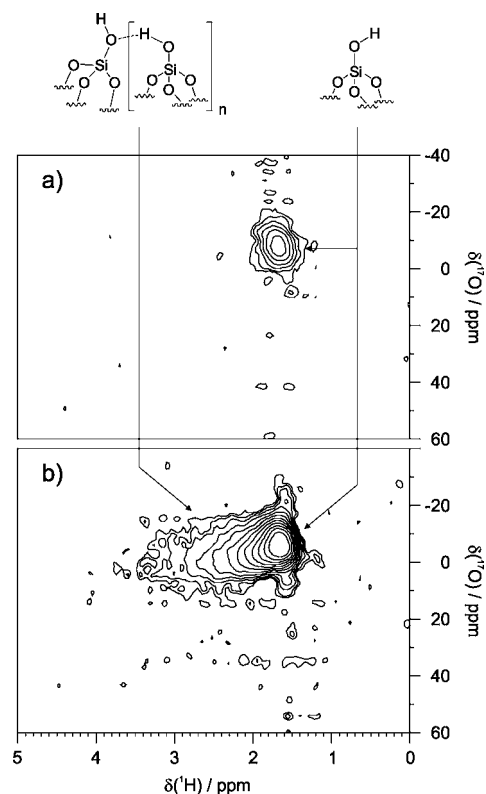 H
O H O
Si
O O O
Si
O O O
n
O H
Si
O O O
a)
-40
-20
0
20
40
60
δ(¹⁷O) / ppm
b)
-20
0
20
40
60
δ(¹⁷O) / ppm
5 4 3 2 1 0
δ(¹H) / ppm